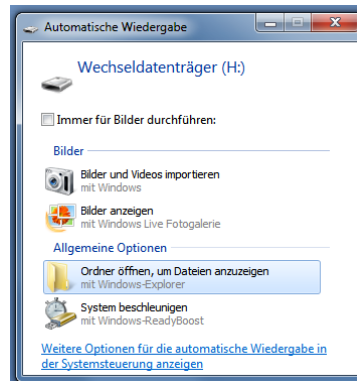 Automatische Wiedergabe
Wechseldatenträger (H:)
Immer für Bilder durchführen:
Bilder
Bilder und Videos importieren
mit Windows
Bilder anzeigen
mit Windows Live Fotogalerie
Allgemeine Optionen
Ordner öffnen, um Dateien anzuzeigen
mit Windows-Explorer
System beschleunigen
mit Windows-ReadyBoost
Weitere Optionen für die automatische Wiedergabe in
der Systemsteuerung anzeigen